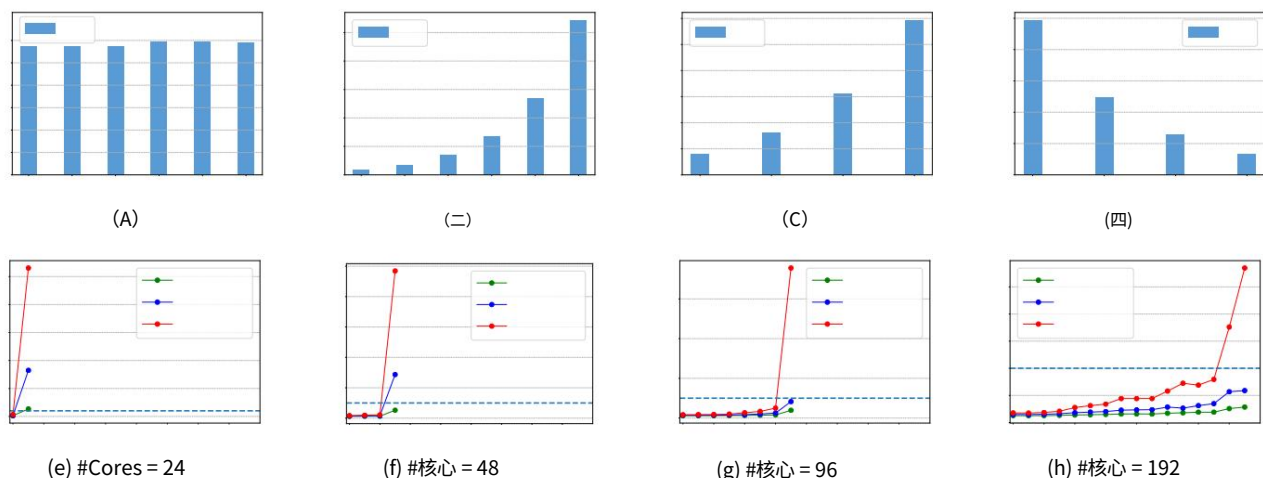 (A)
(二)
(C)
(四)
(e) #Cores = 24
(f) #核心 = 48
(g) #核心 = 96
(h) #核心 = 192